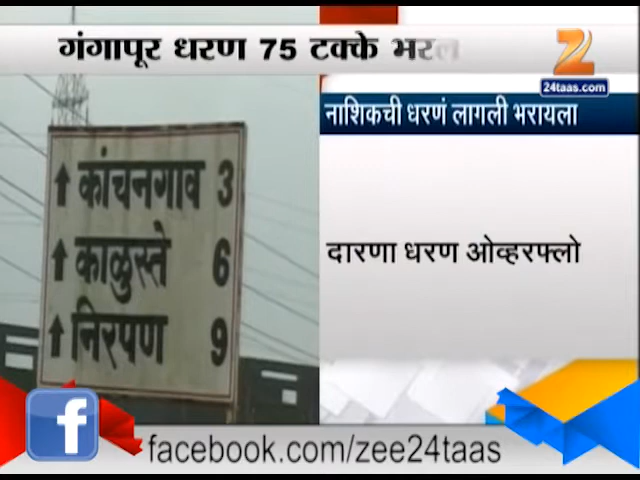 गंगापूर धरण 75 टक्के भरल
24taas.com
नाशिकची धरणं लागली भरायला
दारणा धरण ओव्हरफ्लो
कांचनगाव 3
काळुस्ते 6
निरपण 9
facebook.com/zee24taas